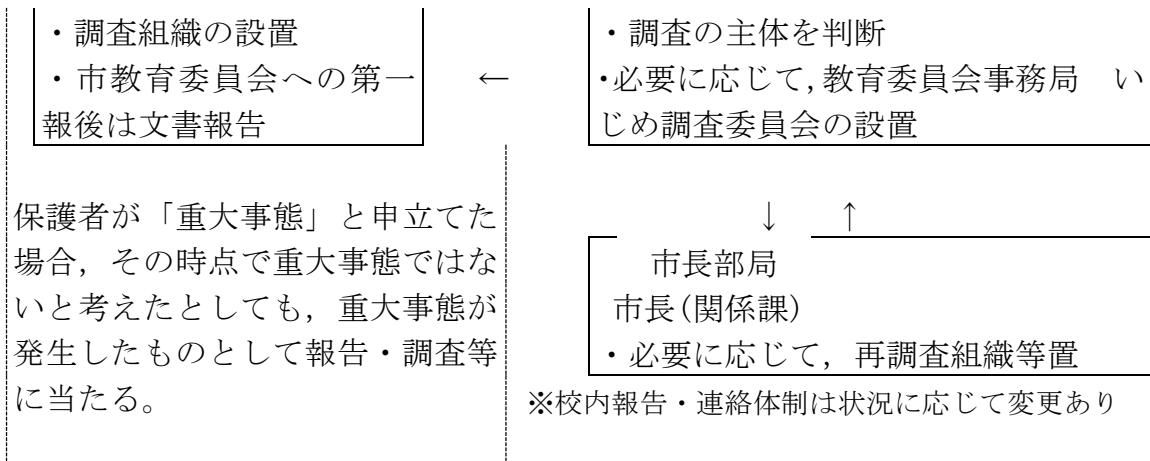 ・調査組織の設置
・市教育委員会への第一
報後は文書報告
←
・調査の主体を判断
・必要に応じて,教育委員会事務局　い
じめ調査委員会の設置
保護者が「重大事態」と申立てた
場合，その時点で重大事態ではな
いと考えたとしても，重大事態が
発生したものとして報告・調査等
に当たる。
↓　↑
市長部局
市長(関係課)
・必要に応じて，再調査組織等置
※校内報告・連絡体制は状況に応じて変更あり